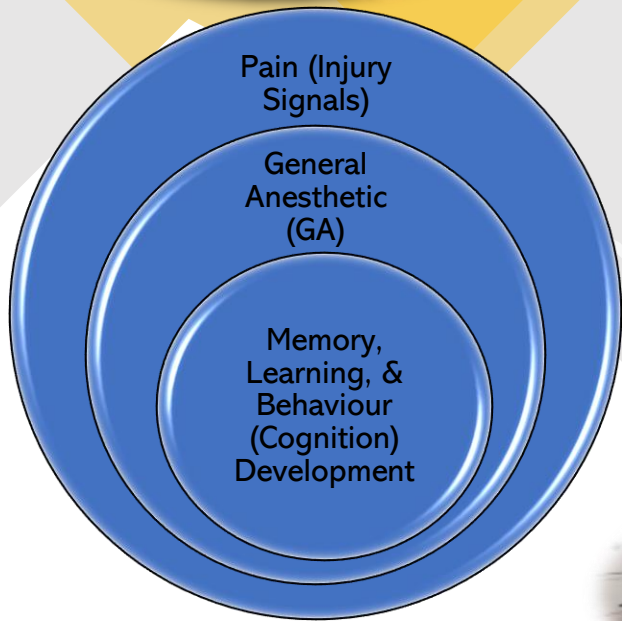 Pain (Injury
Signals)
General
Anesthetic
(GA)
Memory,
Learning, &
Behaviour
(Cognition)
Development